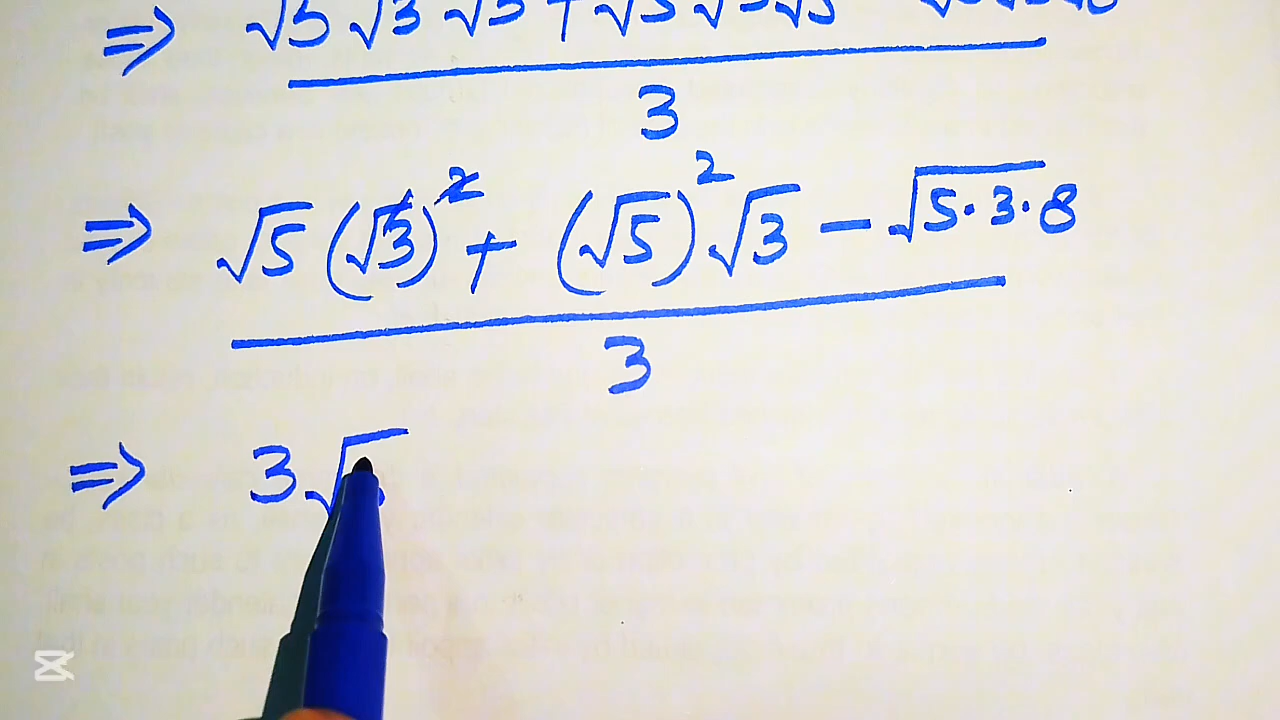 ⇒ √5 √3 √3 + √5 √5 √3
3
⇒ √5 (√3)² + (√5)² √3 − √5·3·8
3
⇒ 3√